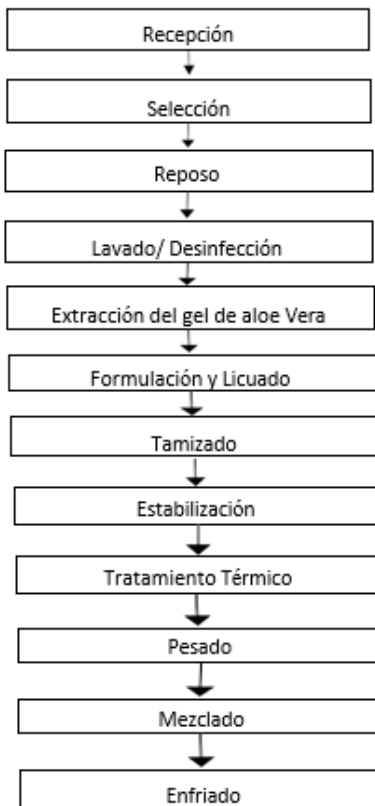 Recepción
Selección
Reposo
Lavado/ Desinfección
Extracción del gel de aloe Vera
Formulación y Licuado
Tamizado
Estabilización
Tratamiento Térmico
Pesado
Mezclado
Enfriado